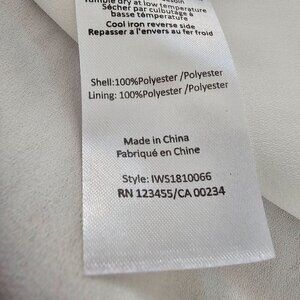 Tumble dry at low temperature
Sécher par culbutage à
basse température
Cool iron reverse side
Repasser a l'envers au fer froid
Shell:100%Polyester /Polyester
Lining: 100%Polyester /Polyester
Made in China
Fabriqué en Chine
Style: IWS1810066
RN 123455/CA 00234